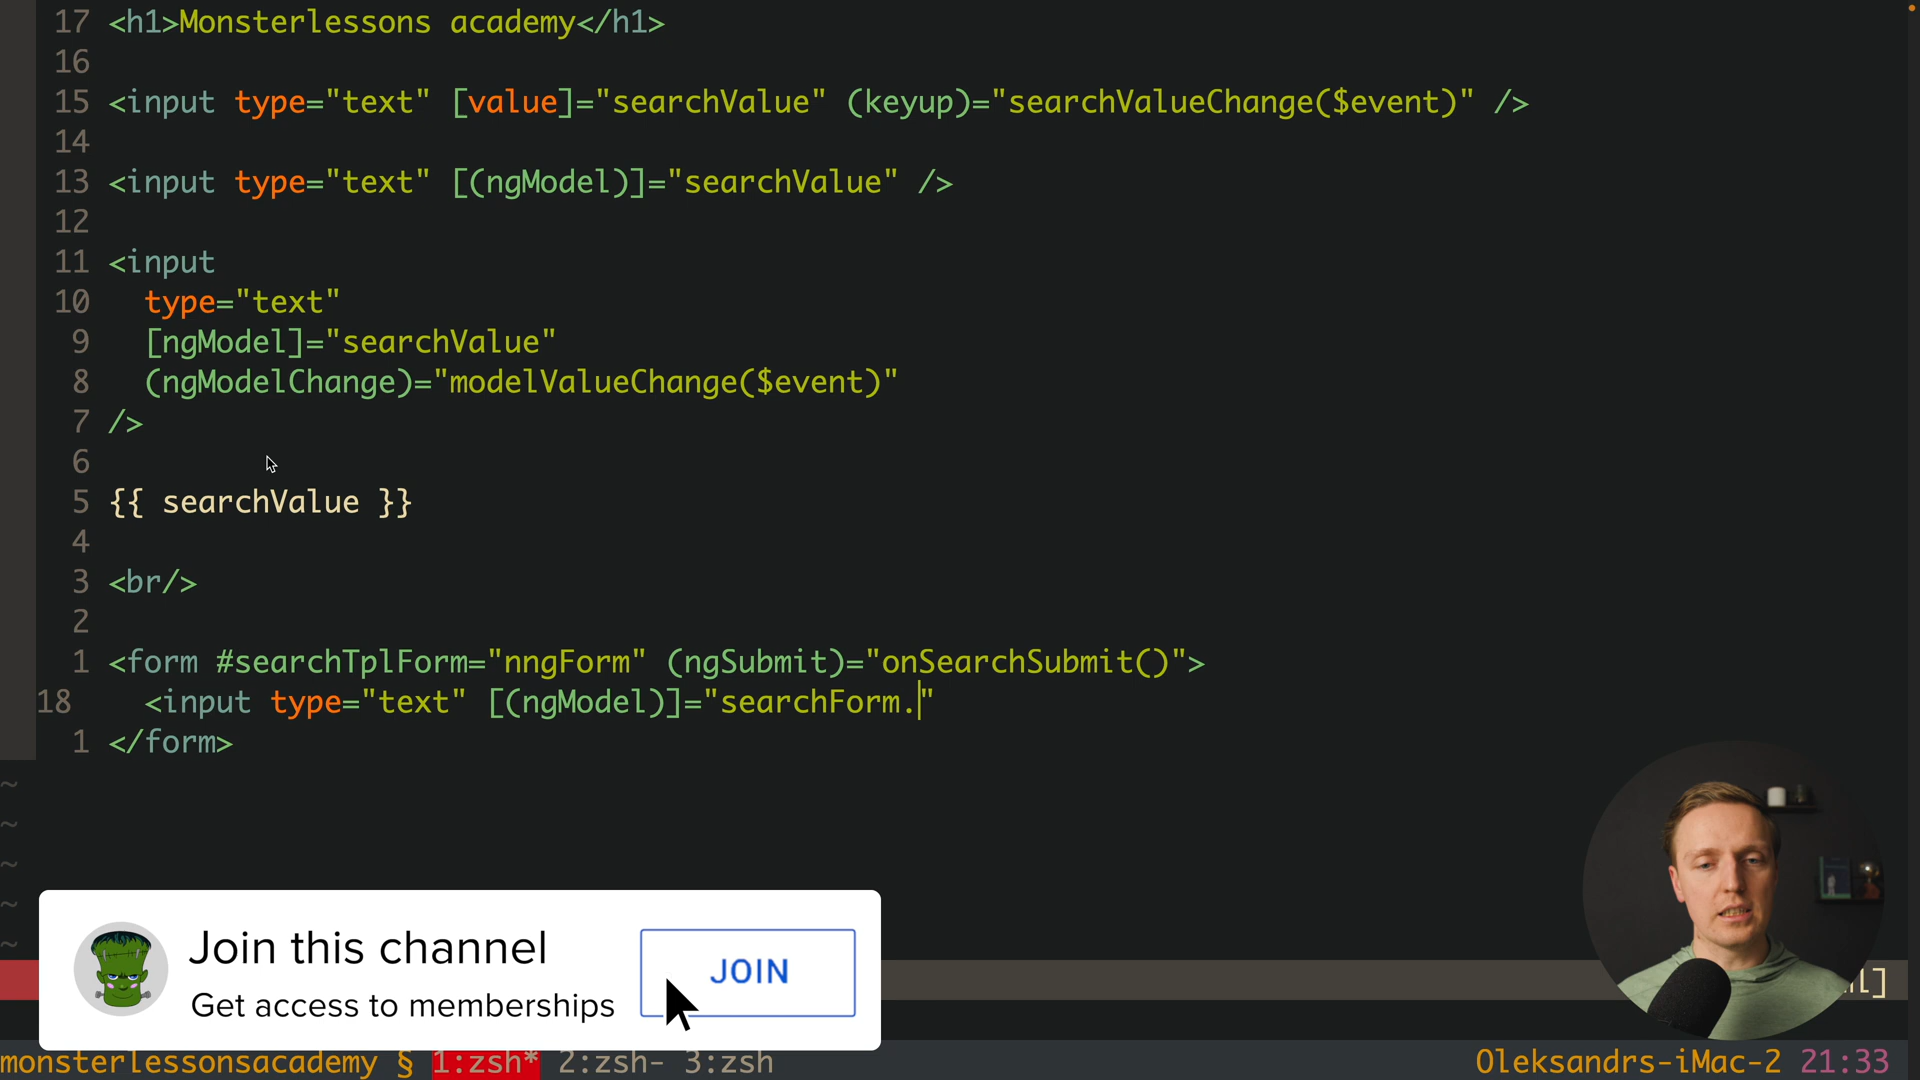 17 <h1>Monsterlessons academy</h1>
16
15 <input type="text" [value]="searchValue" (keyup)="searchValueChange($event)" />
14
13 <input type="text" [(ngModel)]="searchValue" />
12
11 <input
10 type="text"
9 [ngModel]="searchValue"
8 (ngModelChange)="modelValueChange($event)"
7 />
6
5 {{ searchValue }}
4
3 <br/>
2
1 <form #searchTplForm="nngForm" (ngSubmit)="onSearchSubmit()">
18 <input type="text" [(ngModel)]="searchForm."
1 </form>
~
~
~
~
~
Join this channel
Get access to memberships
JOIN
monsterlessonsacademy § 1:zsh* 2:zsh- 3:zsh
Oleksandrs-iMac-2 21:33